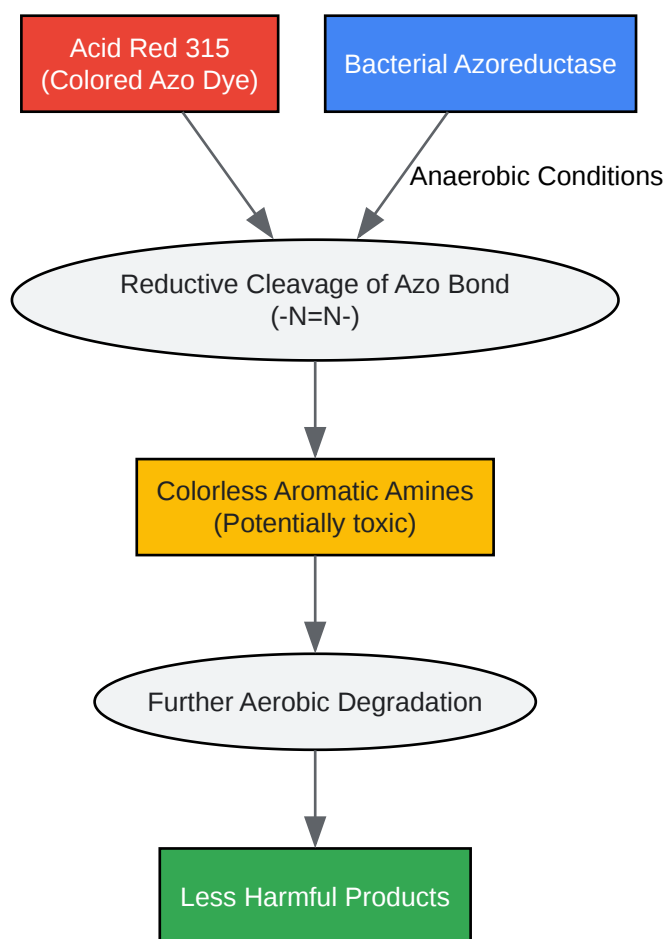 Acid Red 315
(Colored Azo Dye)
Bacterial Azoreductase
Anaerobic Conditions
Reductive Cleavage of Azo Bond
(-N=N-)
Colorless Aromatic Amines
(Potentially toxic)
Further Aerobic Degradation
Less Harmful Products